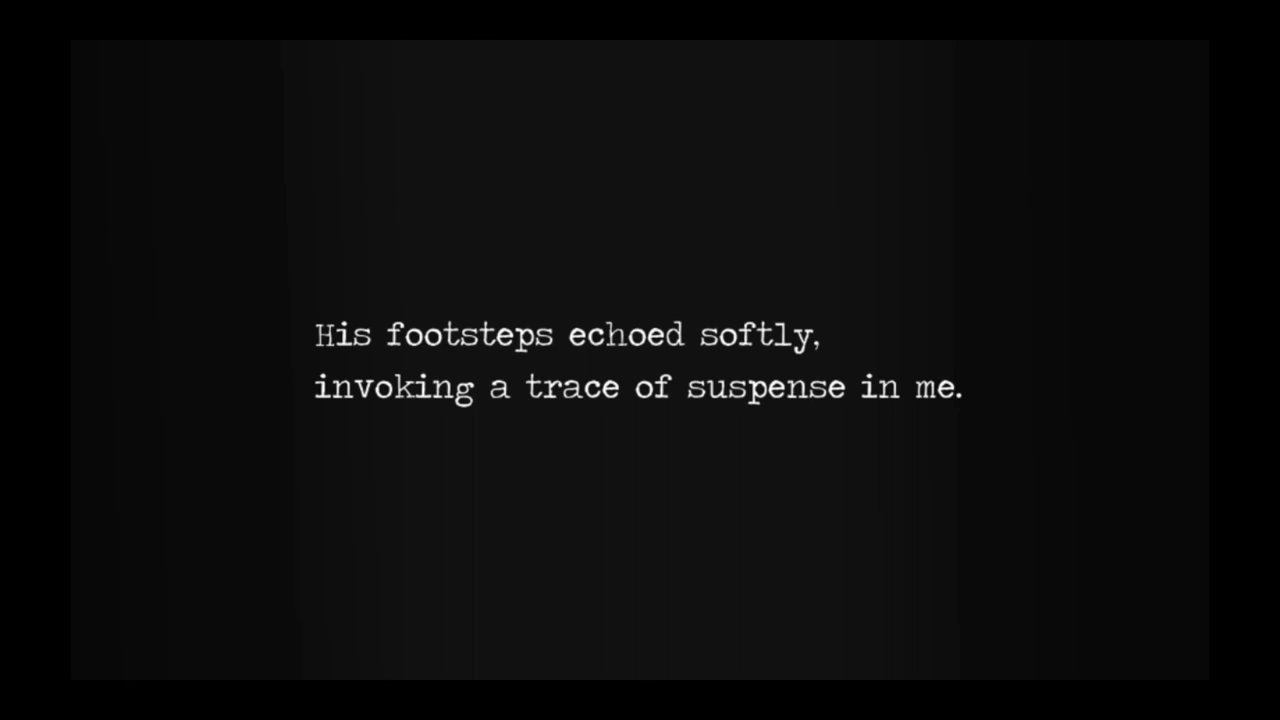 His footsteps echoed softly,
invoking a trace of suspense in me.